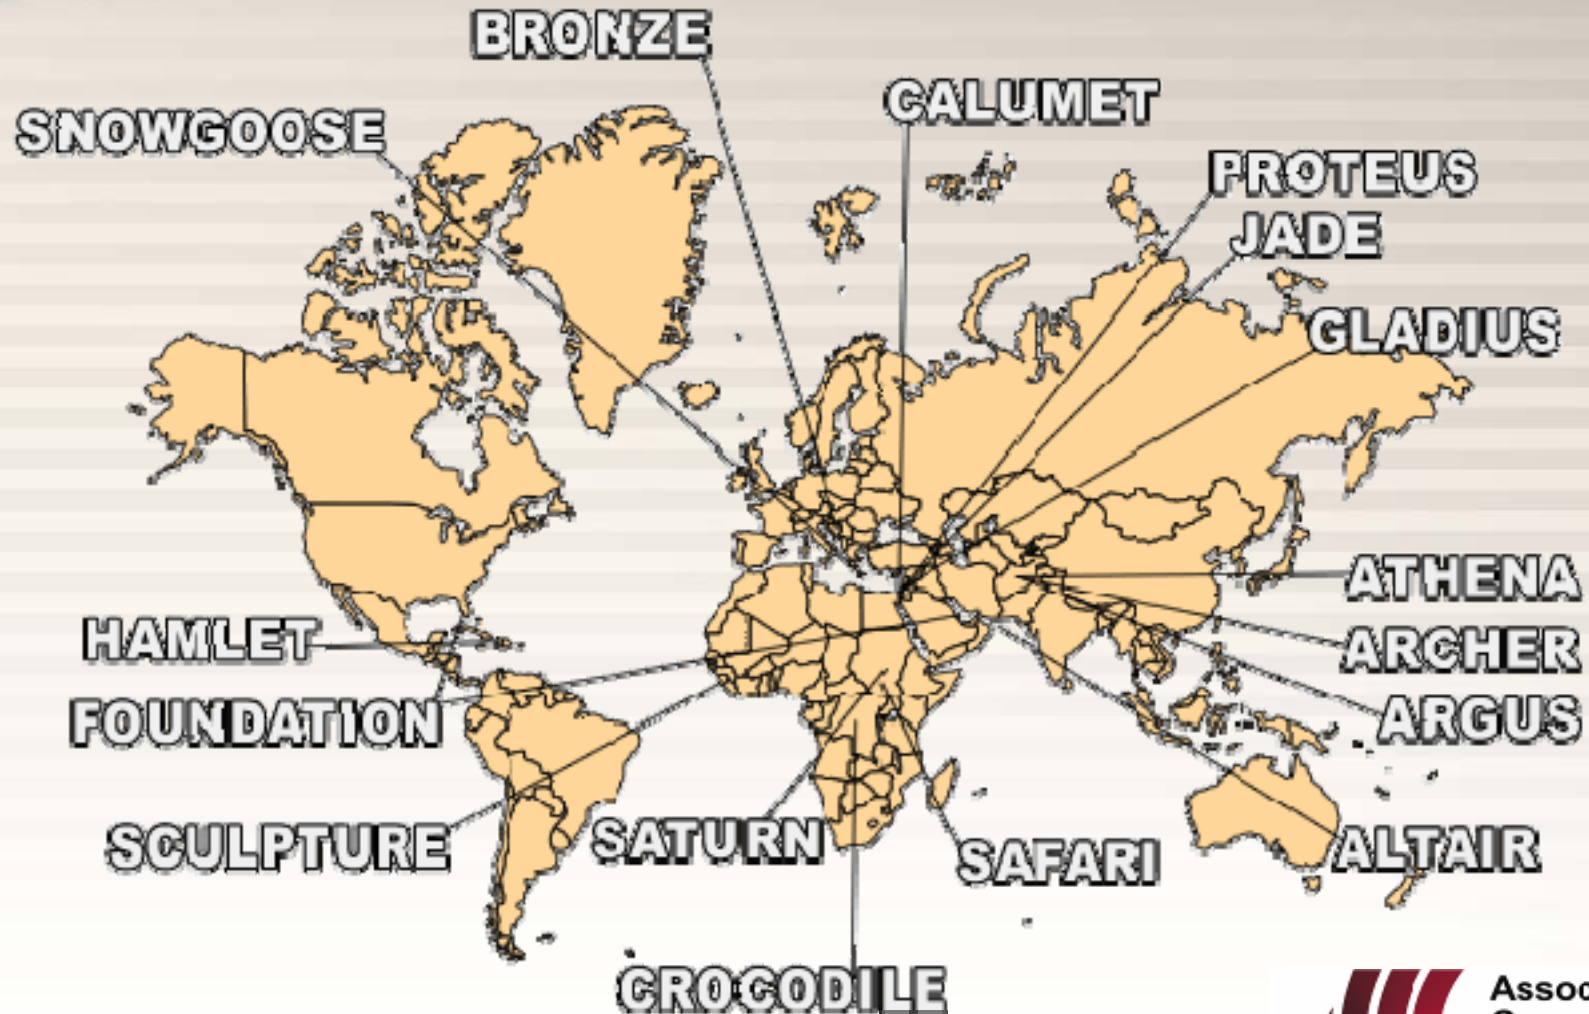 BRONZE
CALUMET
SNOWGOOSE
PROTEUS
JADE
GLADIUS
ATHENA
HAMLET
ARCHER
FOUNDATION
ARGUS
SCULPTURE
SATURN
SAFARI
ALTAIR
CROCODILE
Assoc